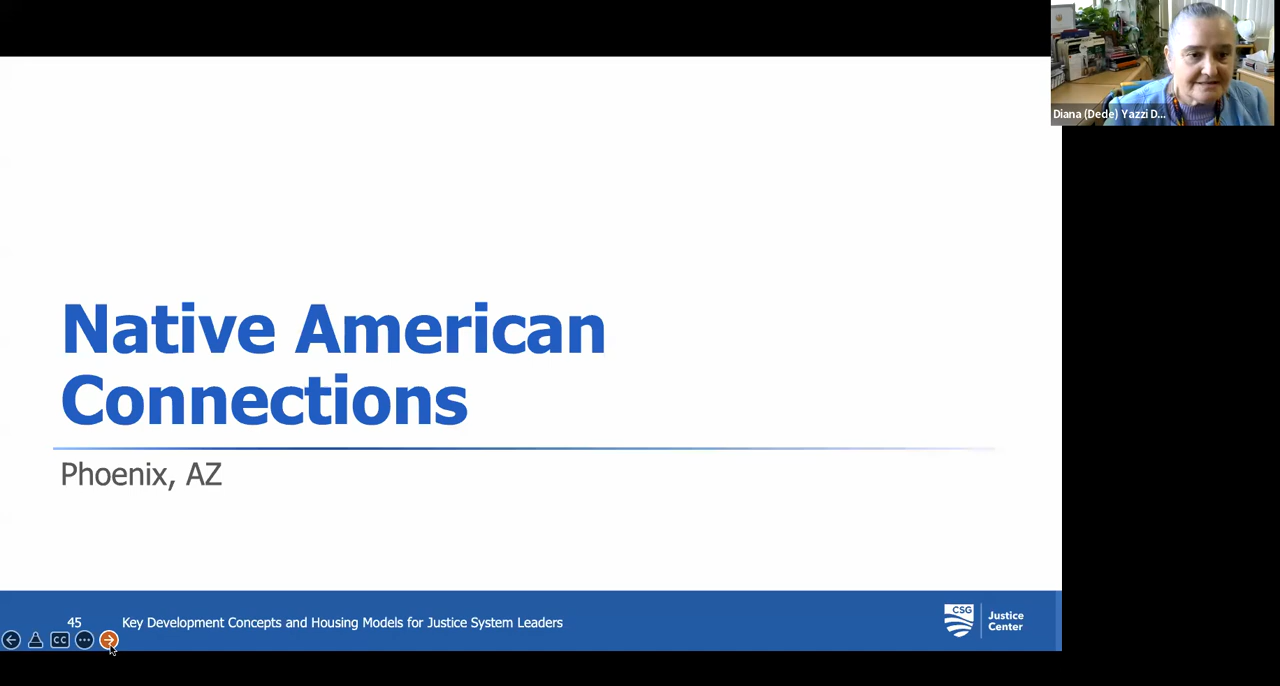 Diana (Dede) Yazzi D...
Native American
Connections
Phoenix, AZ
45
Key Development Concepts and Housing Models for Justice System Leaders
CSG
Justice
Center
CC